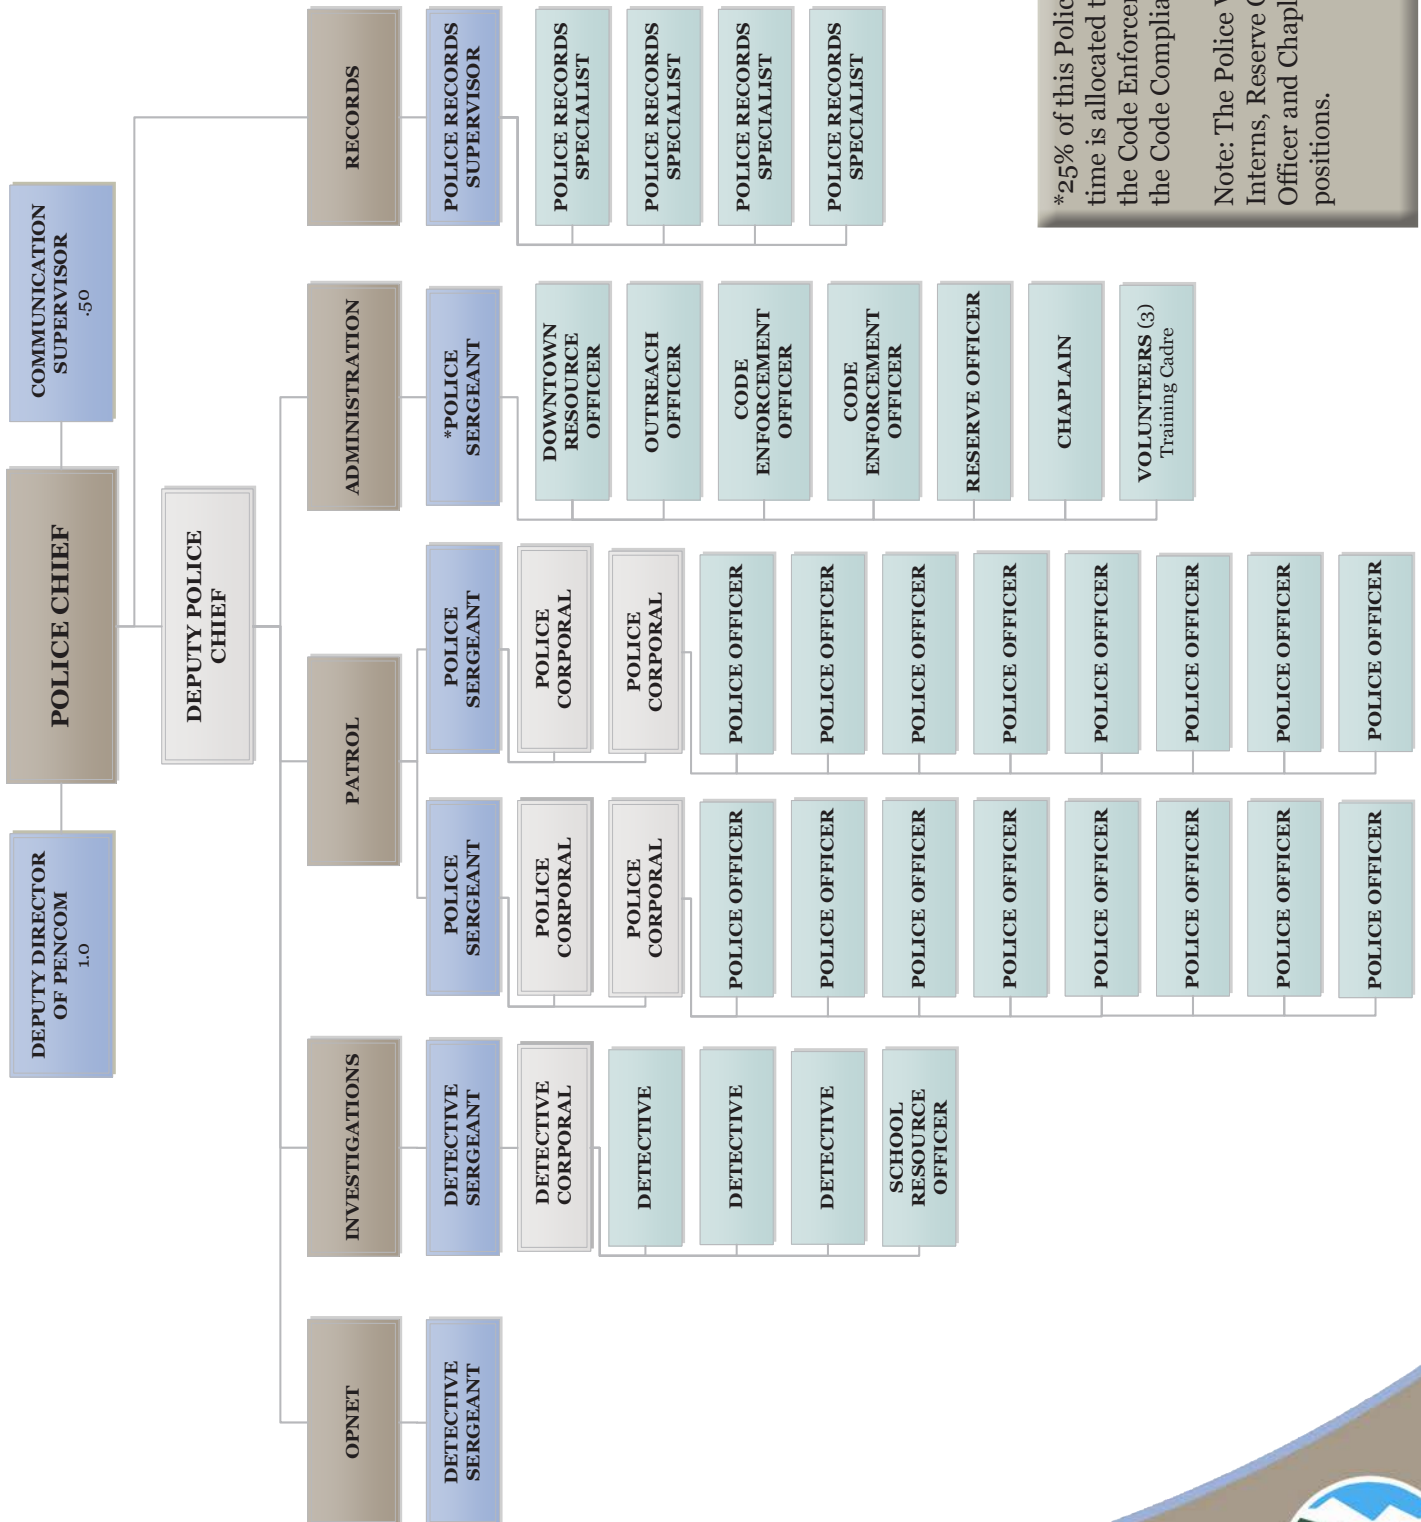 DEPUTY DIRECTOR
OF PENCOM
1.0
POLICE CHIEF
COMMUNICATION
SUPERVISOR
.50
DEPUTY POLICE
CHIEF
OPNET
DETECTIVE
SERGEANT
INVESTIGATIONS
DETECTIVE
SERGEANT
DETECTIVE
CORPORAL
DETECTIVE
DETECTIVE
DETECTIVE
SCHOOL
RESOURCE
OFFICER
PATROL
POLICE
SERGEANT
POLICE
CORPORAL
POLICE
CORPORAL
POLICE OFFICER
POLICE OFFICER
POLICE OFFICER
POLICE OFFICER
POLICE OFFICER
POLICE OFFICER
POLICE OFFICER
POLICE OFFICER
POLICE
SERGEANT
POLICE
CORPORAL
POLICE
CORPORAL
POLICE OFFICER
POLICE OFFICER
POLICE OFFICER
POLICE OFFICER
POLICE OFFICER
POLICE OFFICER
POLICE OFFICER
POLICE OFFICER
ADMINISTRATION
*POLICE
SERGEANT
DOWNTOWN
RESOURCE
OFFICER
OUTREACH
OFFICER
CODE
ENFORCEMENT
OFFICER
CODE
ENFORCEMENT
OFFICER
RESERVE OFFICER
CHAPLAIN
VOLUNTEERS (3)
Training Cadre
RECORDS
POLICE RECORDS
SUPERVISOR
POLICE RECORDS
SPECIALIST
POLICE RECORDS
SPECIALIST
POLICE RECORDS
SPECIALIST
POLICE RECORDS
SPECIALIST
*25% of this Polic
time is allocated t
the Code Enforcer
the Code Complia
Note: The Police V
Interns, Reserve O
Officer and Chapl
positions.